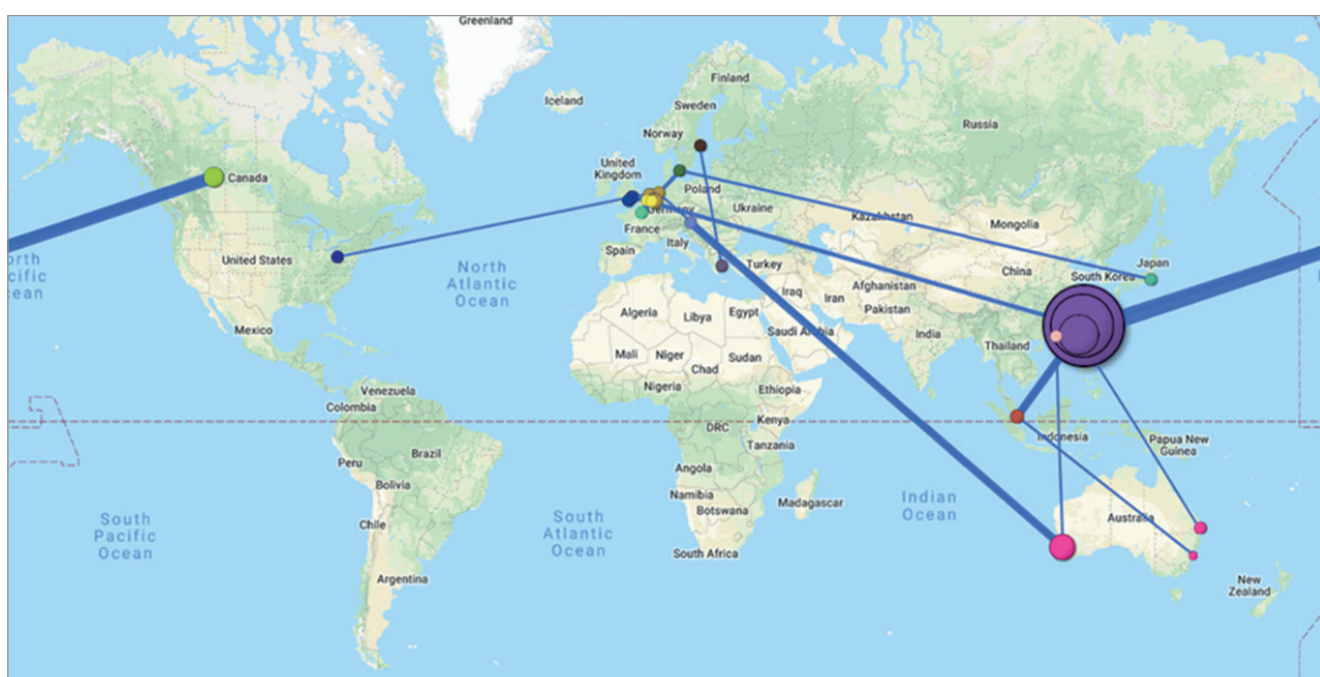 Greenland
Finland
Iceland
Sweden
Norway
Russia
United
Kingdom
Canada
Poland
Germany
Ukraine
Kazakhstan
Mongolia
France
Italy
Spain
Turkey
Japan
United States
North
Atlantic
Ocean
orth
cific
cean
China
South Korea
Iraq
Iran
Afghanistan
Pakistan
Algeria
Libya
Egypt
Saudi Arabia
India
Mexico
Thailand
Mali
Niger
Chad
Sudan
Nigeria
Ethiopia
Venezuela
Colombia
DRC
Kenya
Tanzania
Indonesia
Papua New
Guinea
Peru
Brazil
Bolivia
Angola
Namibia
Botswana
Madagascar
Indian
Ocean
Australia
Chile
South
Pacific
Ocean
South
Atlantic
Ocean
South Africa
Argentina
New
Zealand